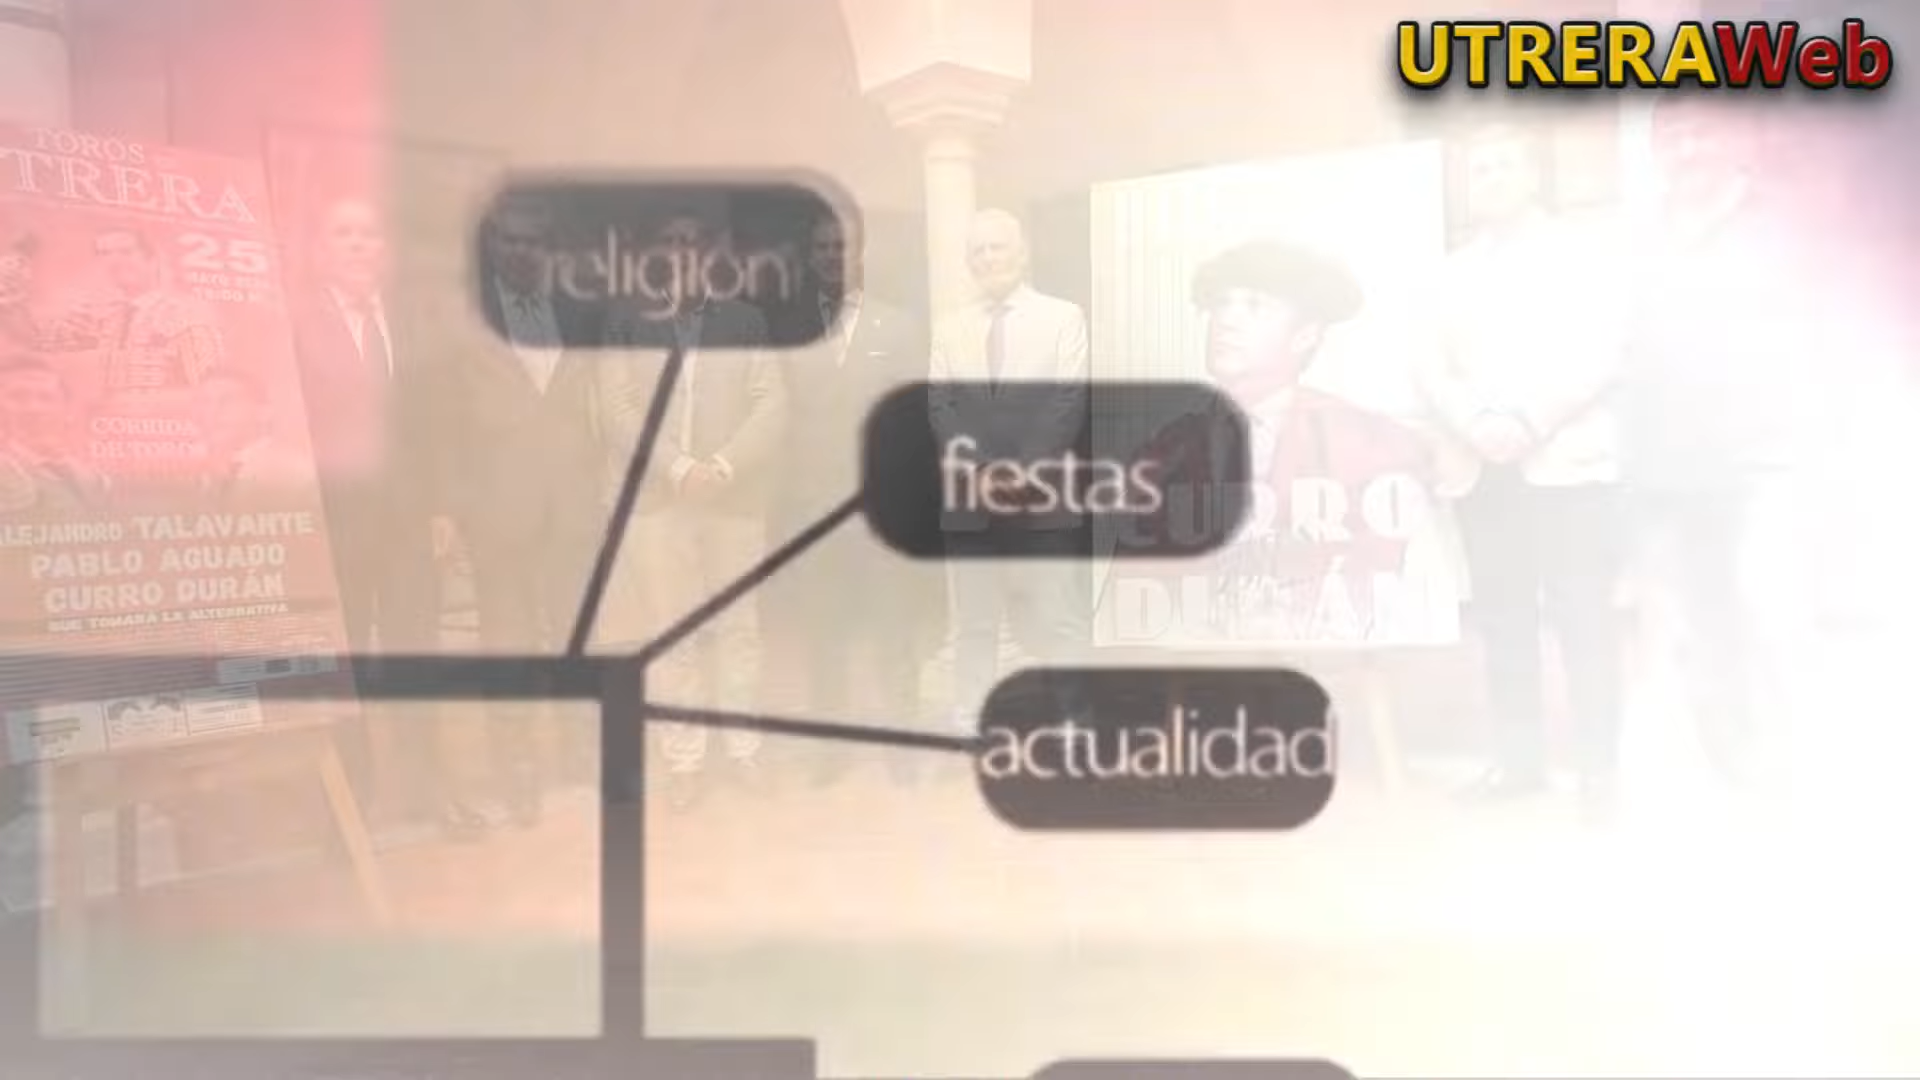 UTRERAWeb
TOROS
TRERA
25
religión
fiestas
CORRIDA
DE TOROS
ALEJANDRO TALAVANTE
PABLO AGUADO
CURRO DURÁN
QUE TOMARÁ LA ALTERNATIVA
CURRO
DURÁN
actualidad